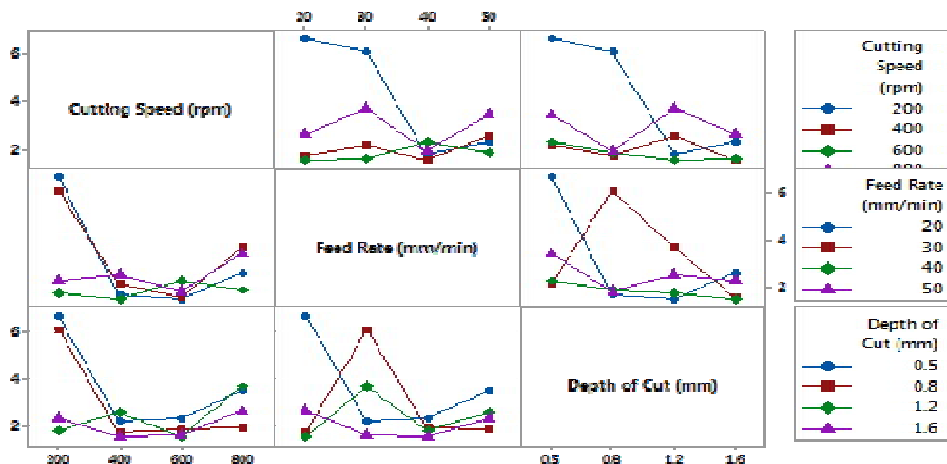 20 30 40 50
6
4
2
Cutting Speed (rpm)
Cutting
Speed
(rpm)
200
400
600
Feed Rate (mm/min)
6
4
2
Feed Rate
(mm/min)
20
30
40
50
6
4
2
Depth of Cut (mm)
Depth of
Cut (mm)
0.5
0.8
1.2
1.6
200 400 600 800
0.5 0.8 1.2 1.6